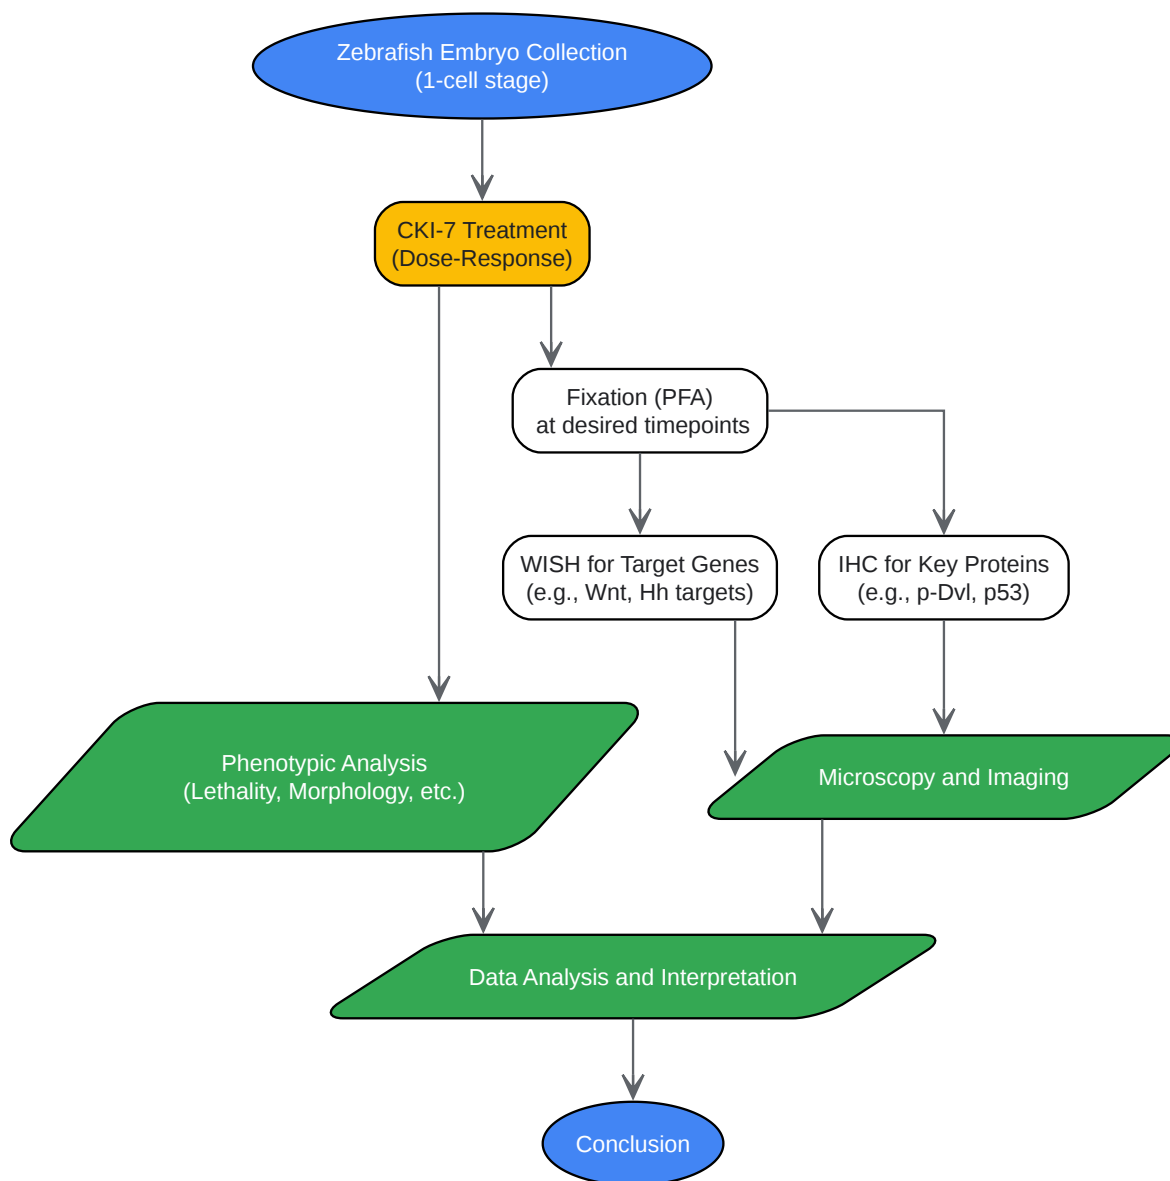 Zebrafish Embryo Collection
(1-cell stage)
CKI-7 Treatment
(Dose-Response)
Fixation (PFA)
at desired timepoints
WISH for Target Genes
(e.g., Wnt, Hh targets)
IHC for Key Proteins
(e.g., p-Dvl, p53)
Phenotypic Analysis
(Lethality, Morphology, etc.)
Microscopy and Imaging
Data Analysis and Interpretation
Conclusion